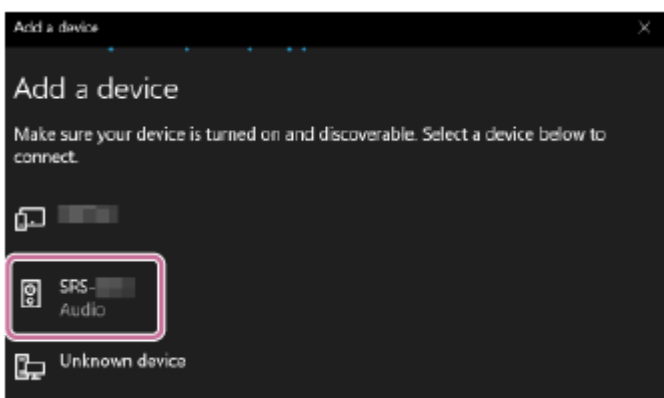 Add a device
Add a device
Make sure your device is turned on and discoverable. Select a device below to
connect.
SRS-
Audio
Unknown device